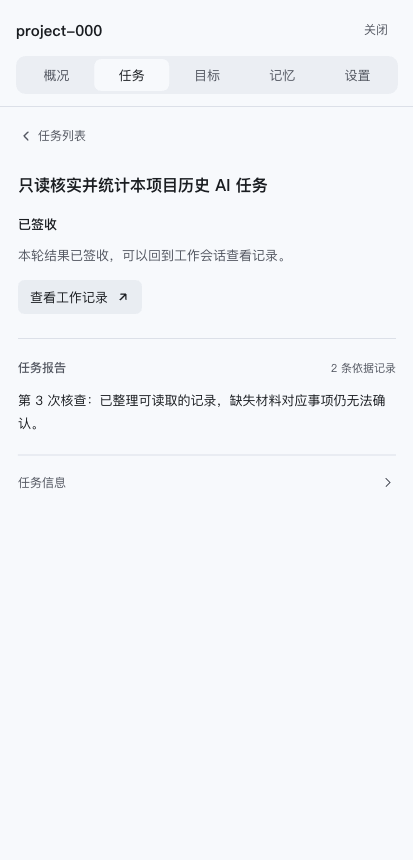 project-000
关闭
概况
任务
目标
记忆
设置
任务列表
只读核实并统计本项目历史 AI 任务
已签收
本轮结果已签收，可以回到工作会话查看记录。
查看工作记录
任务报告
2 条依据记录
第 3 次核查：已整理可读取的记录，缺失材料对应事项仍无法确
认。
任务信息